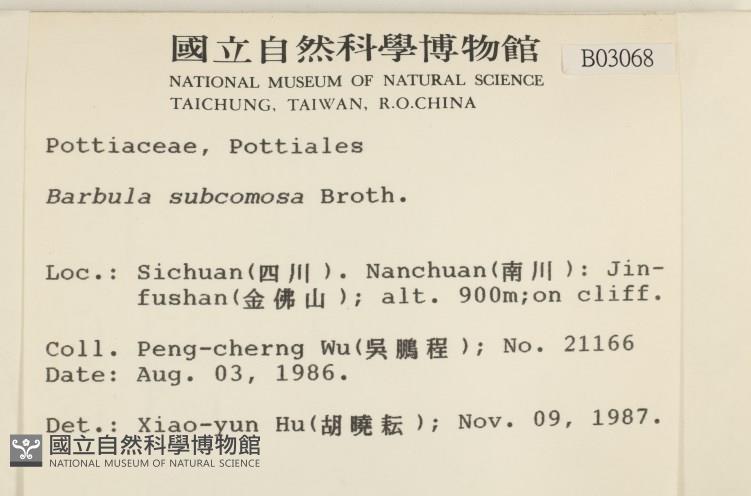 國立自然科學博物館
B03068
NATIONAL MUSEUM OF NATURAL SCIENCE
TAICHUNG, TAIWAN, R.O.CHINA
Pottiaceae, Pottiales
Barbula subcomosa Broth.
Loc.: Sichuan(四川). Nanchuan(南川): Jin-
fushan(金佛山); alt. 900m;on cliff.
Coll. Peng-cherng Wu(吳鵬程); No. 21166
Date: Aug. 03, 1986.
Det.: Xiao-yun Hu(胡曉耘); Nov. 09, 1987.
國立自然科學博物館
NATIONAL MUSEUM OF NATURAL SCIENCE